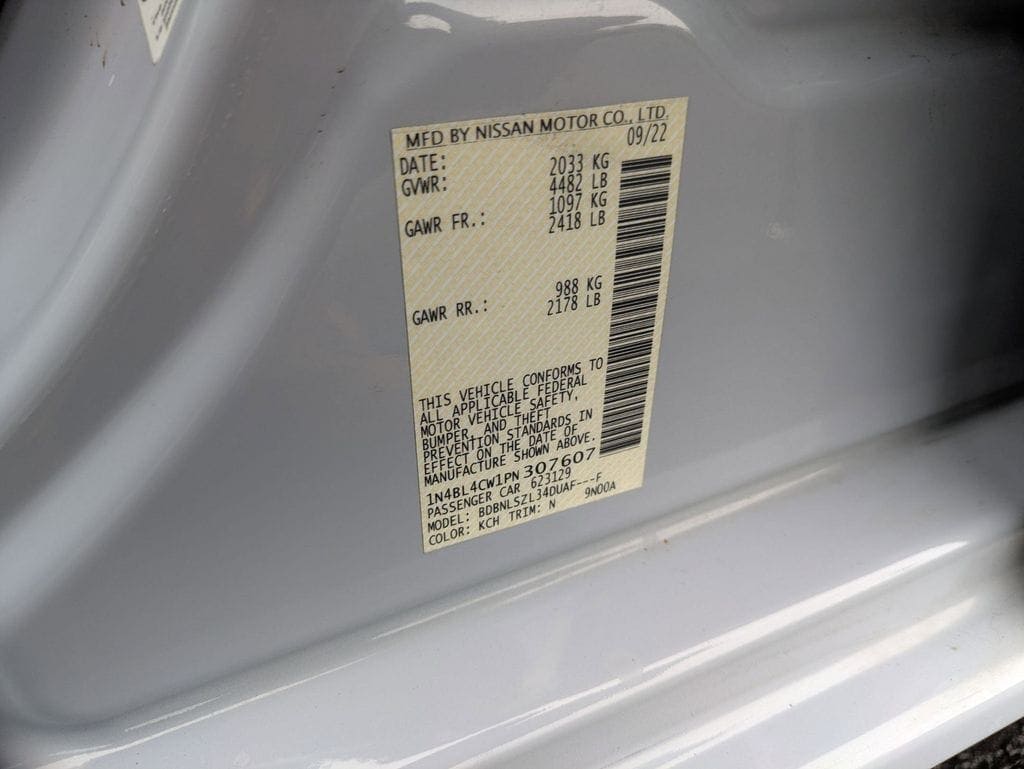 MFD BY NISSAN MOTOR CO., LTD.
DATE: 09/22
GVWR: 2033 KG
4482 LB
GAWR FR.: 1097 KG
2418 LB
GAWR RR.: 988 KG
2178 LB
THIS VEHICLE CONFORMS TO
ALL APPLICABLE FEDERAL
MOTOR VEHICLE SAFETY,
BUMPER, AND THEFT
PREVENTION STANDARDS IN
EFFECT ON THE DATE OF
MANUFACTURE SHOWN ABOVE.
1N4BL4CW1PN307607
PASSENGER CAR 623129
MODEL: BDBNLSZL34DUAF---F
COLOR: KCH TRIM: N 9N00A